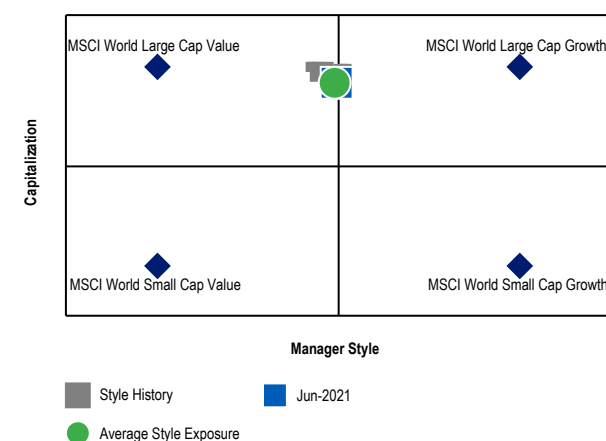 MSCI World Large Cap Value
MSCI World Large Cap Growth
Capitalization
MSCI World Small Cap Value
MSCI World Small Cap Growth
Manager Style
Style History
Jun-2021
Average Style Exposure